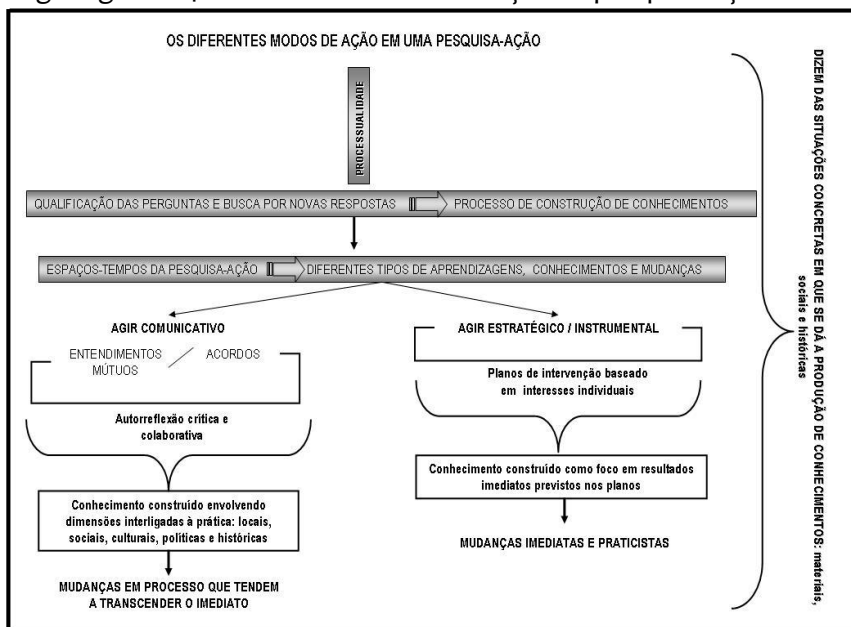 OS DIFERENTES MODOS DE AÇÃO EM UMA PESQUISA-AÇÃO
PROCESSUALIDADE
QUALIFICAÇÃO DAS PERGUNTAS E BUSCA POR NOVAS RESPOSTAS PROCESSO DE CONSTRUÇÃO DE CONHECIMENTOS
ESPAÇOS-TEMPOS DA PESQUISA-AÇÃO DIFERENTES TIPOS DE APRENDIZAGENS, CONHECIMENTOS E MUDANÇAS
AGIR COMUNICATIVO
ENTENDIMENTOS / ACORDOS
MÚTUOS
Autorreflexão crítica e
colaborativa
Conhecimento construído envolvendo
dimensões interligadas à prática: locais,
sociais, culturais, políticas e históricas
MUDANÇAS EM PROCESSO QUE TENDEM
A TRANSCENDER O IMEDIATO
AGIR ESTRATÉGICO / INSTRUMENTAL
Planos de intervenção baseado
em interesses individuais
Conhecimento construído como foco em resultados
imediatos previstos nos planos
MUDANÇAS IMEDIATAS E PRATICISTAS
DIZEM DAS SITUAÇÕES CONCRETAS EM QUE SE DÁ A PRODUÇÃO DE CONHECIMENTOS: materiais,
sociais e históricas